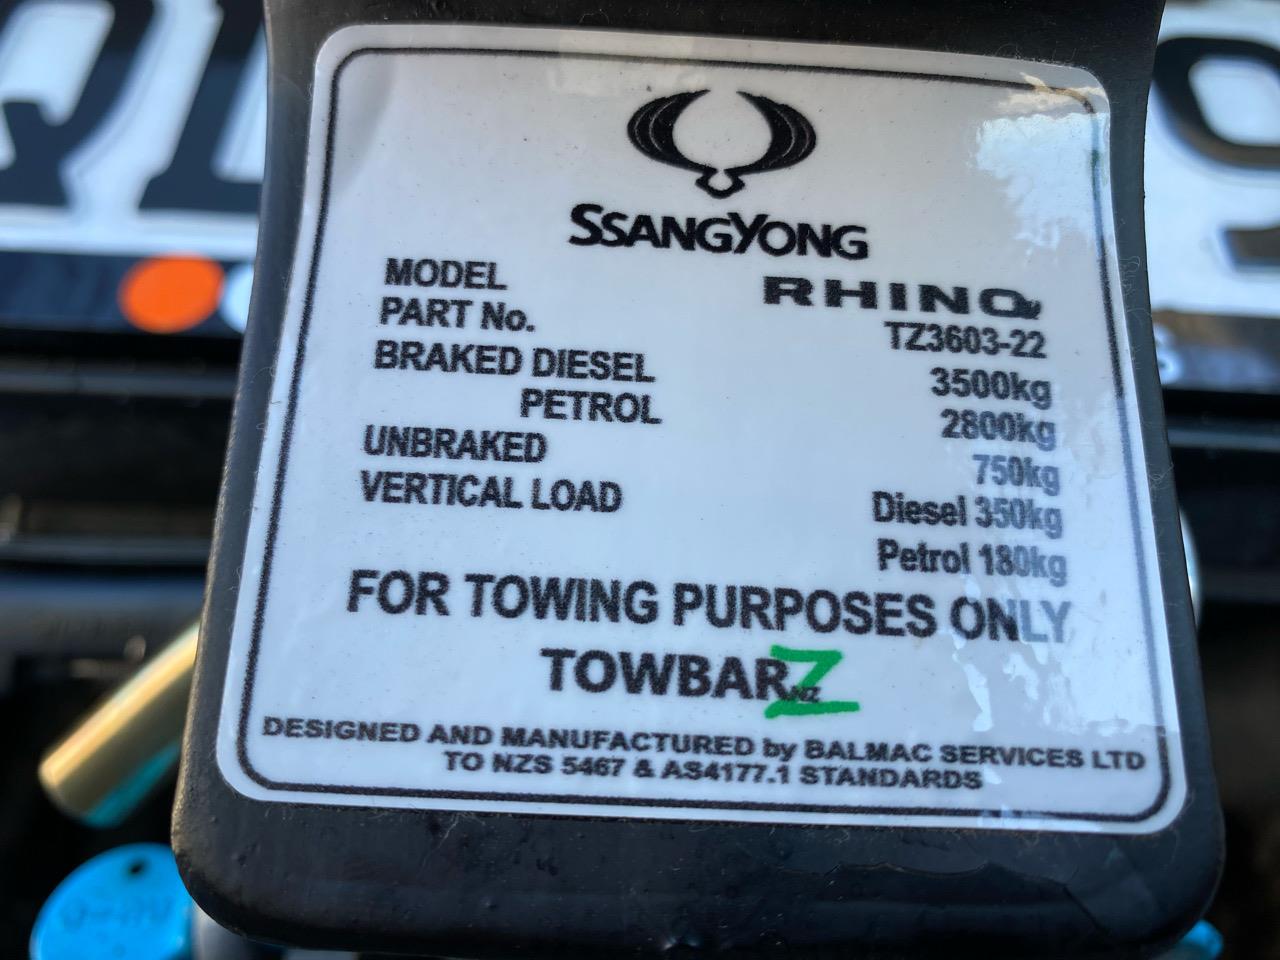 SSANGYONG
MODEL RHINO
PART No. TZ3603-22
BRAKED DIESEL 3500kg
PETROL 2800kg
UNBRAKED 750kg
VERTICAL LOAD Diesel 350kg
Petrol 180kg
FOR TOWING PURPOSES ONLY
TOWBARZ
.NZ
DESIGNED AND MANUFACTURED by BALMAC SERVICES LTD
TO NZS 5467 & AS4177.1 STANDARDS
QL
9